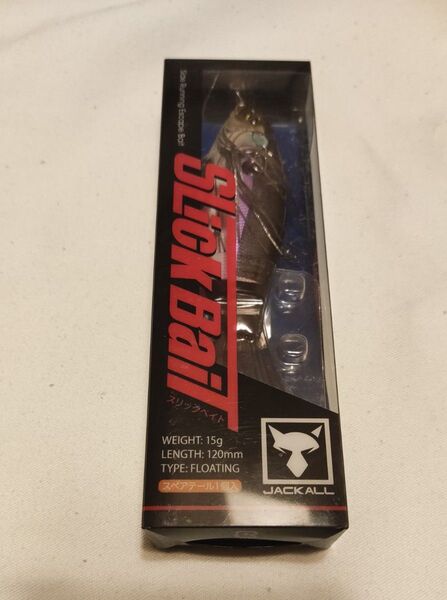 Side Running Escape Bait
SLicK BaiT
スリックベイト
WEIGHT: 15g
LENGTH: 120mm
TYPE: FLOATING
スペアテール1個入
JACKALL